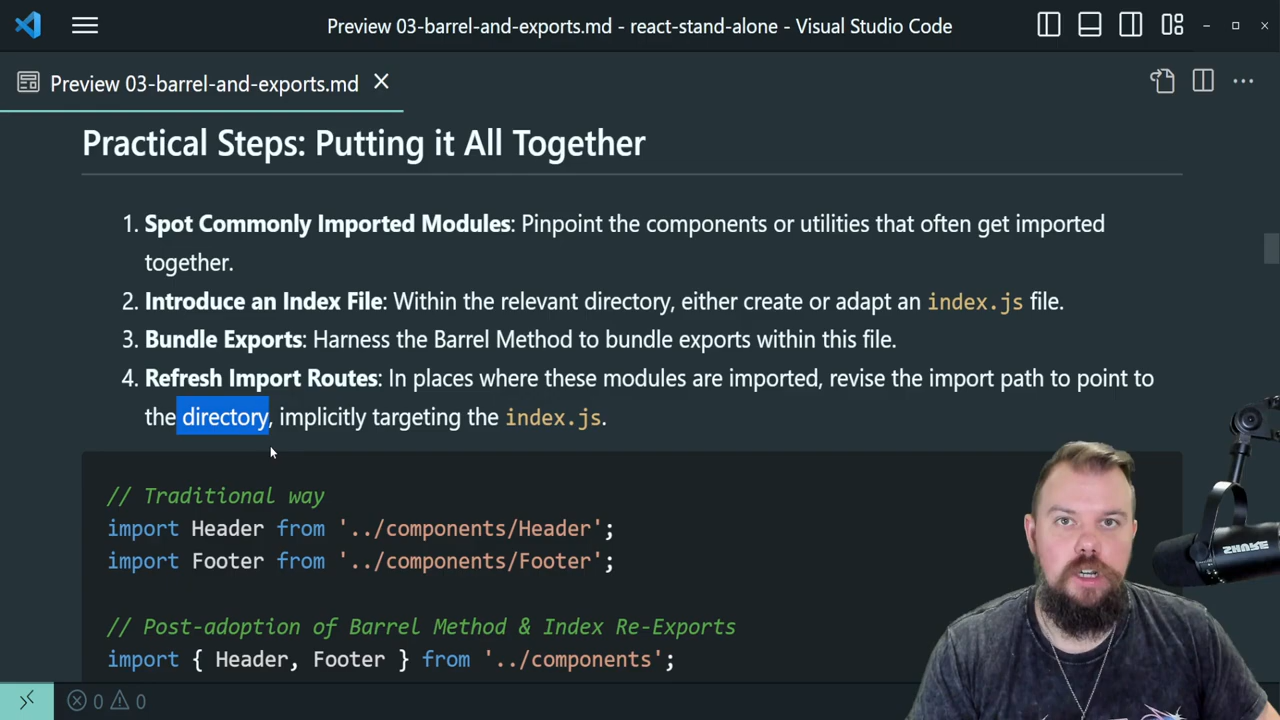 Preview 03-barrel-and-exports.md - react-stand-alone - Visual Studio Code
Preview 03-barrel-and-exports.md
Practical Steps: Putting it All Together
1. Spot Commonly Imported Modules: Pinpoint the components or utilities that often get imported
together.
2. Introduce an Index File: Within the relevant directory, either create or adapt an index.js file.
3. Bundle Exports: Harness the Barrel Method to bundle exports within this file.
4. Refresh Import Routes: In places where these modules are imported, revise the import path to point to
the directory, implicitly targeting the index.js.
// Traditional way
import Header from '../components/Header';
import Footer from '../components/Footer';
// Post-adoption of Barrel Method & Index Re-Exports
import { Header, Footer } from '../components';
SHURE
0 0